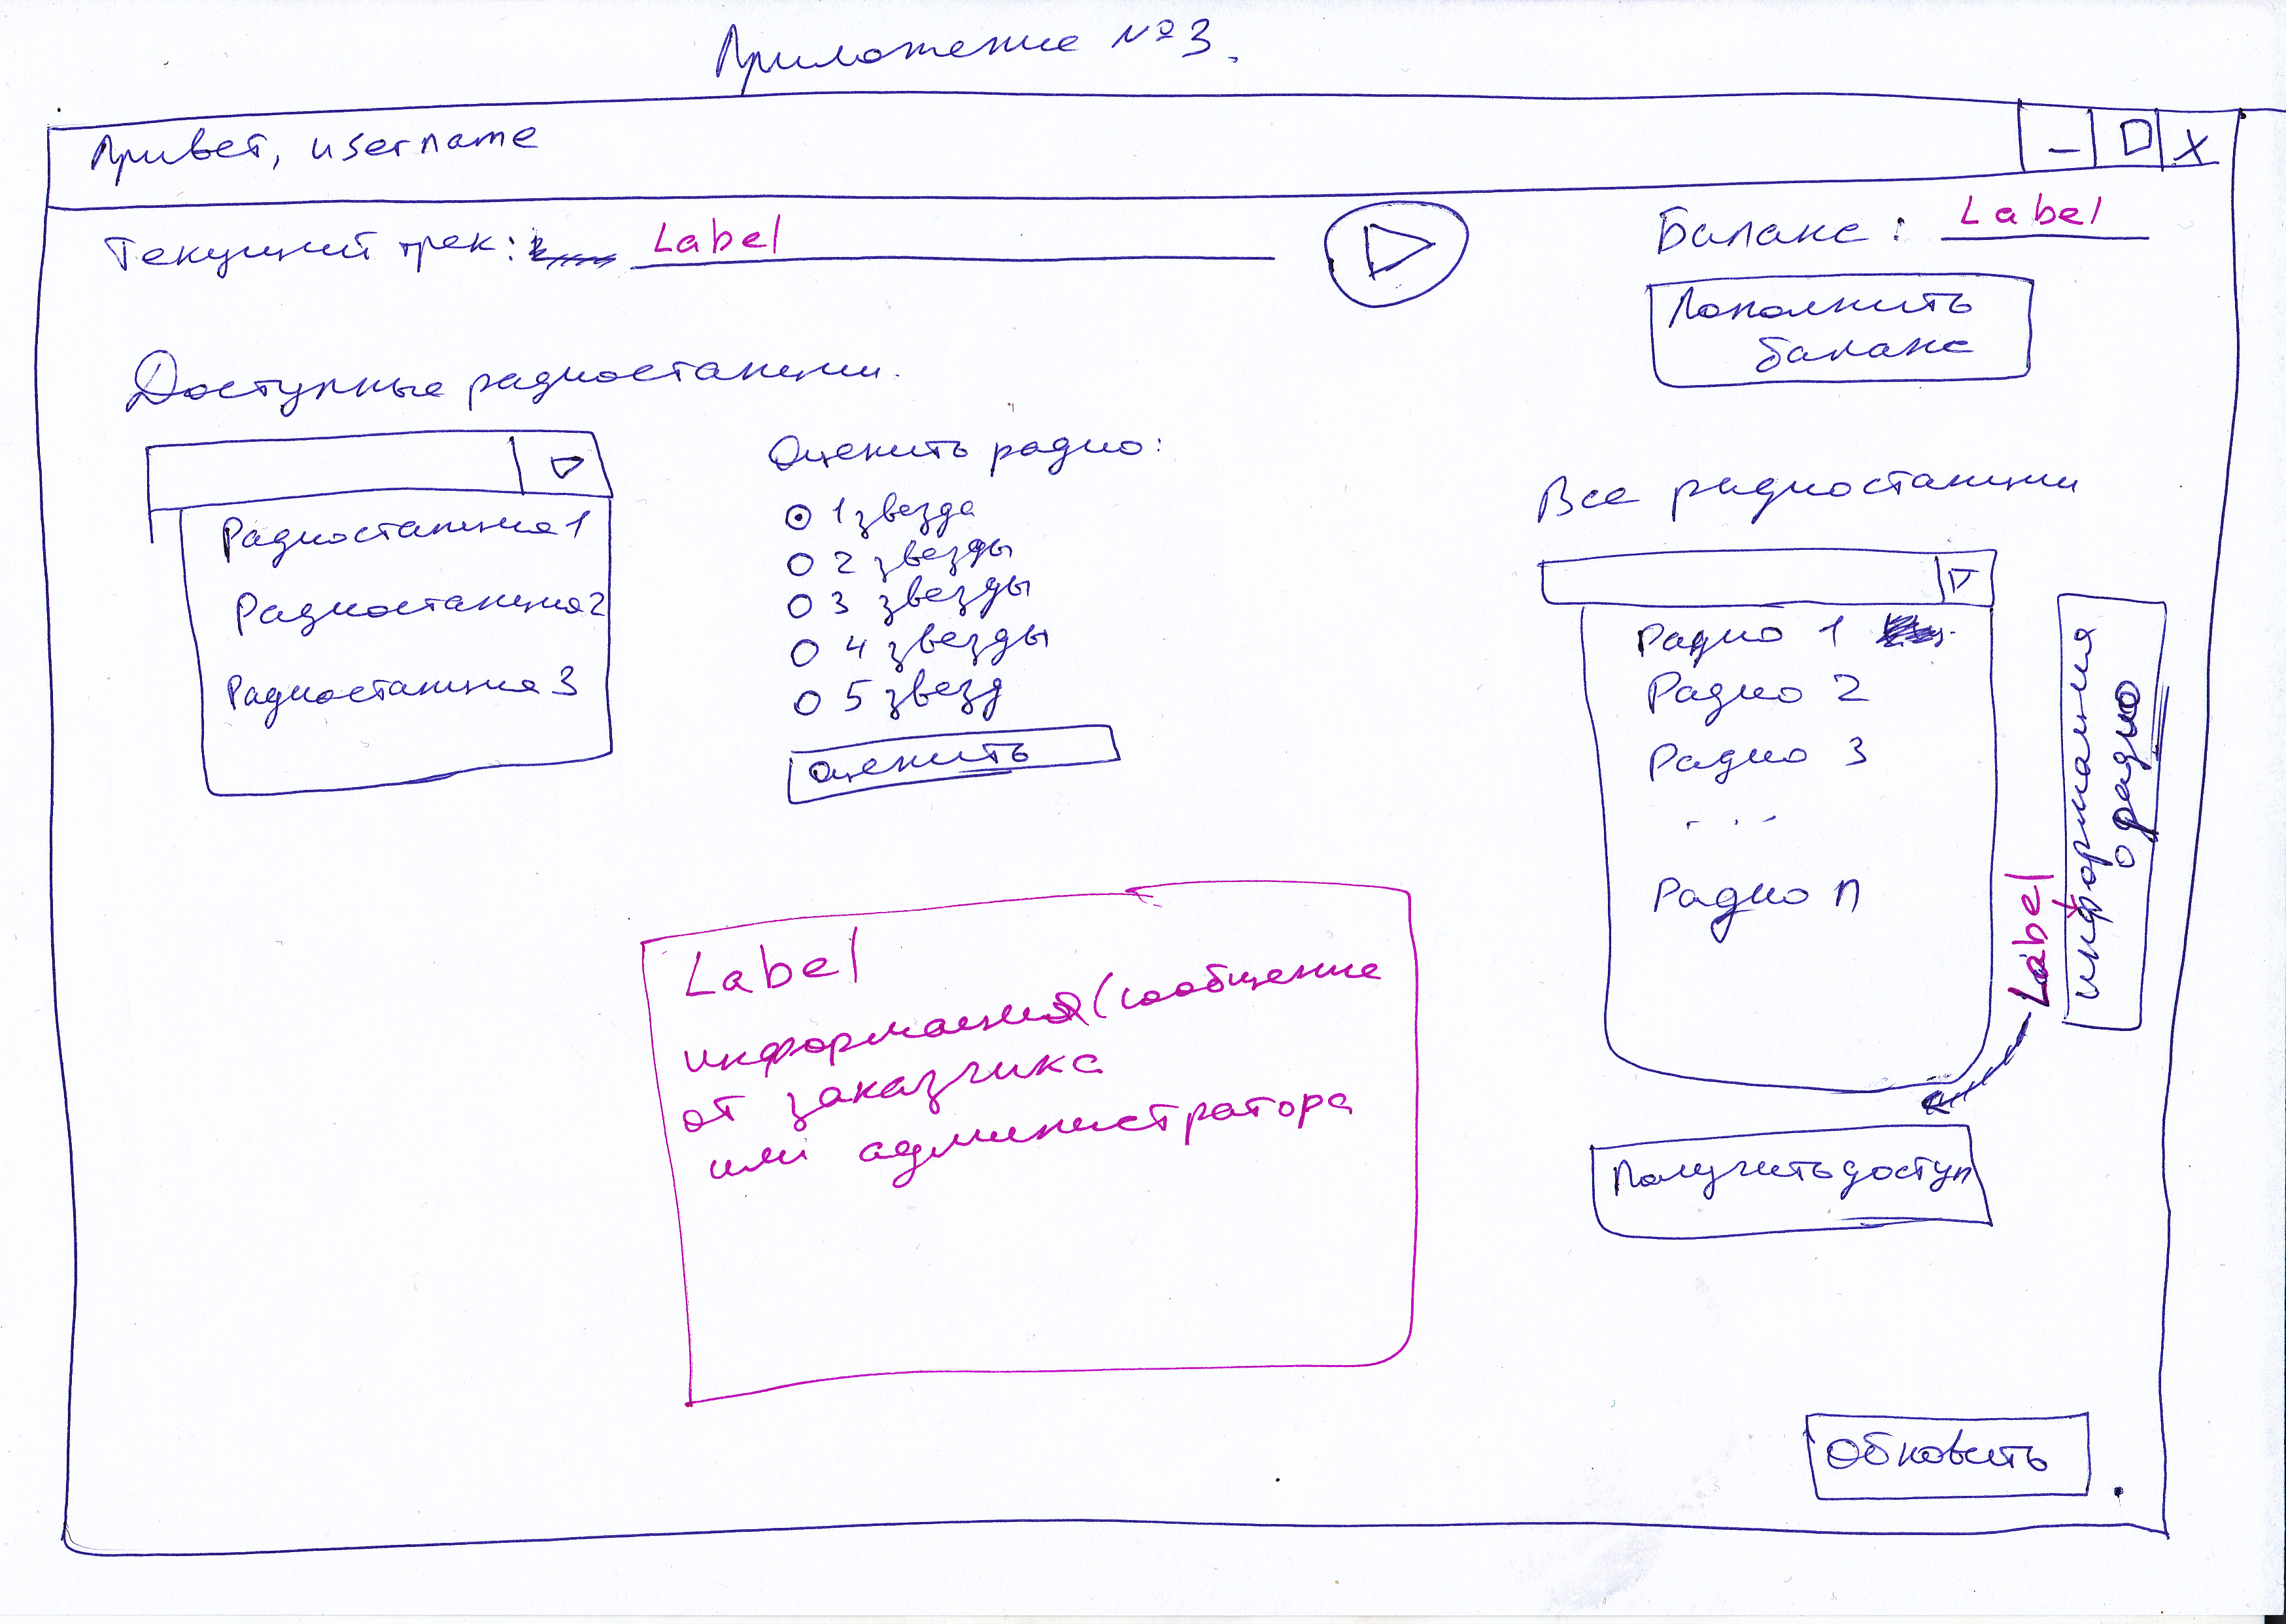 Приложение №3.
Привет, username
Текущий трек: Label
Баланс: Label
Пополнить
баланс
Доступные радиостанции.
Радиостанция 1
Радиостанция 2
Радиостанция 3
Оценить радио:
1 звезда
2 звезды
3 звезды
4 звезды
5 звезд
оценить
Все радиостанции
Радио 1
Радио 2
Радио 3
...
Радио n
информация
о радио
Label
Получить доступ
Label
информация (сообщение
от заказчика
или администратора
Обновить